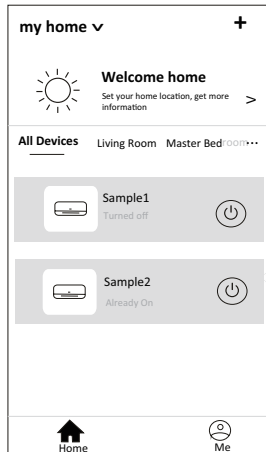 my home +
Welcome home
Set your home location, get more
information >
All Devices Living Room Master Bedroom···
Sample1
Turned off
Sample2
Already On
Home Me